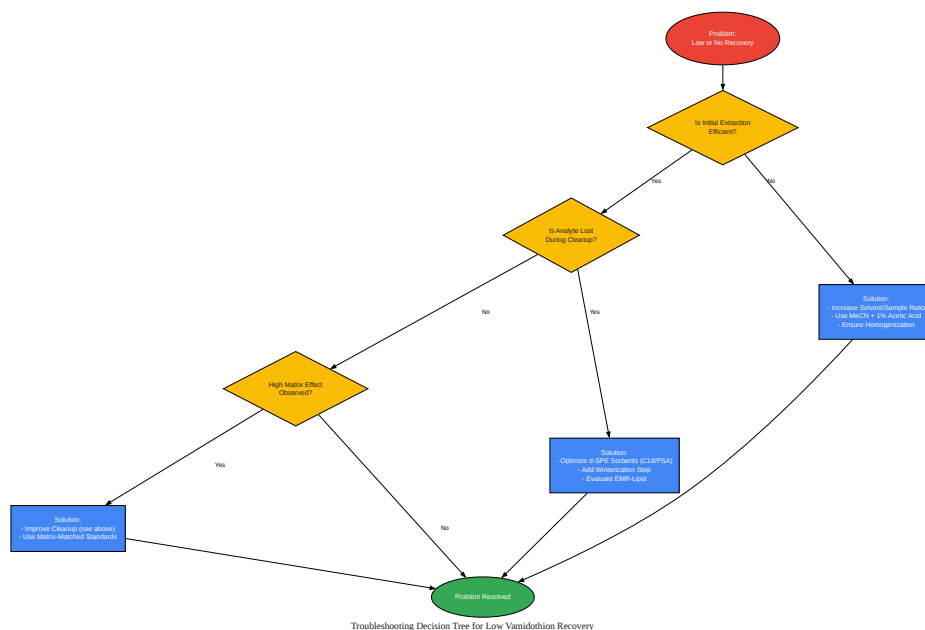 Problem:
Low or No Recovery
Is Initial Extraction
Efficient?
Yes
No
Is Analyte Lost
During Cleanup?
Solution:
- Increase Solvent/Sample Ratio
- Use MeCN + 1% Acetic Acid
- Ensure Homogenization
No
Yes
High Matrix Effect
Observed?
Solution:
- Optimize d-SPE Sorbents (C18/PSA)
- Add Winterization Step
- Evaluate EMR-Lipid
Yes
No
Solution:
- Improve Cleanup (see above)
- Use Matrix-Matched Standards
Problem Resolved
Troubleshooting Decision Tree for Low Vamidothion Recovery